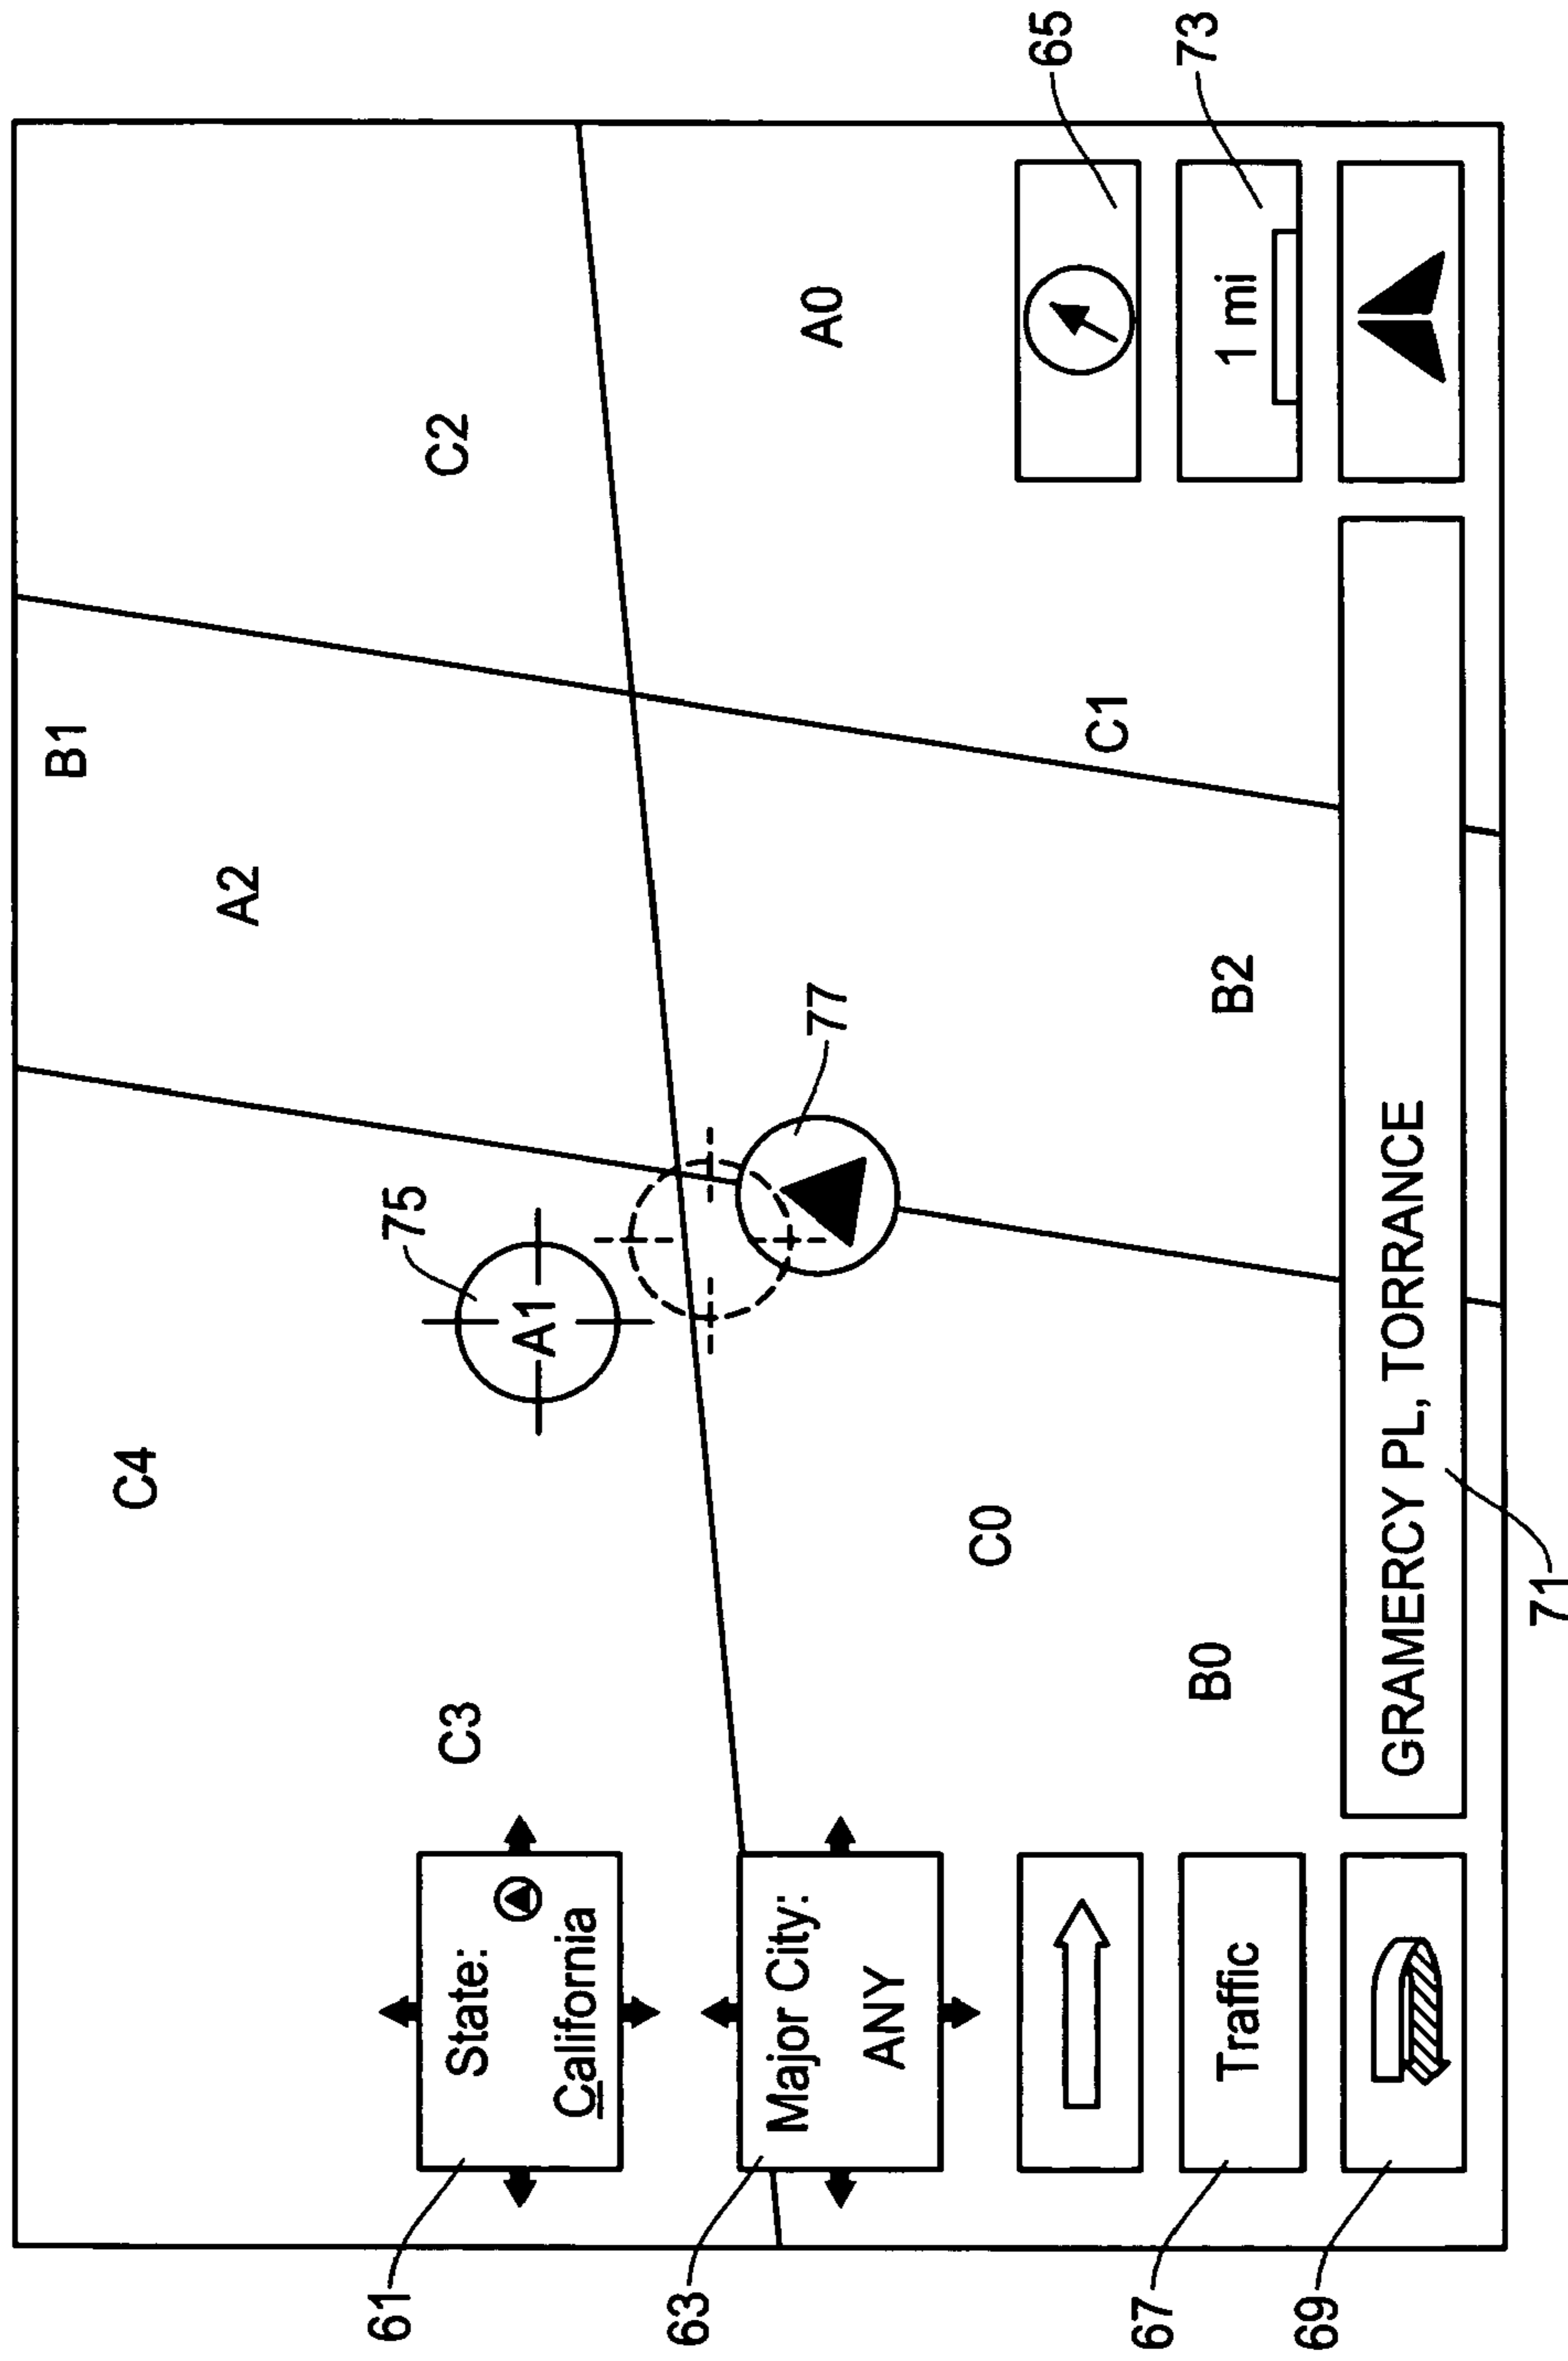 B1
A2
C4
75
C2
A1
61
State:
California
C3
77
A0
63
Major City:
ANY
C0
65
C1
B2
B0
67
Traffic
1 mi
73
69
GRAMERCY PL, TORRANCE
71